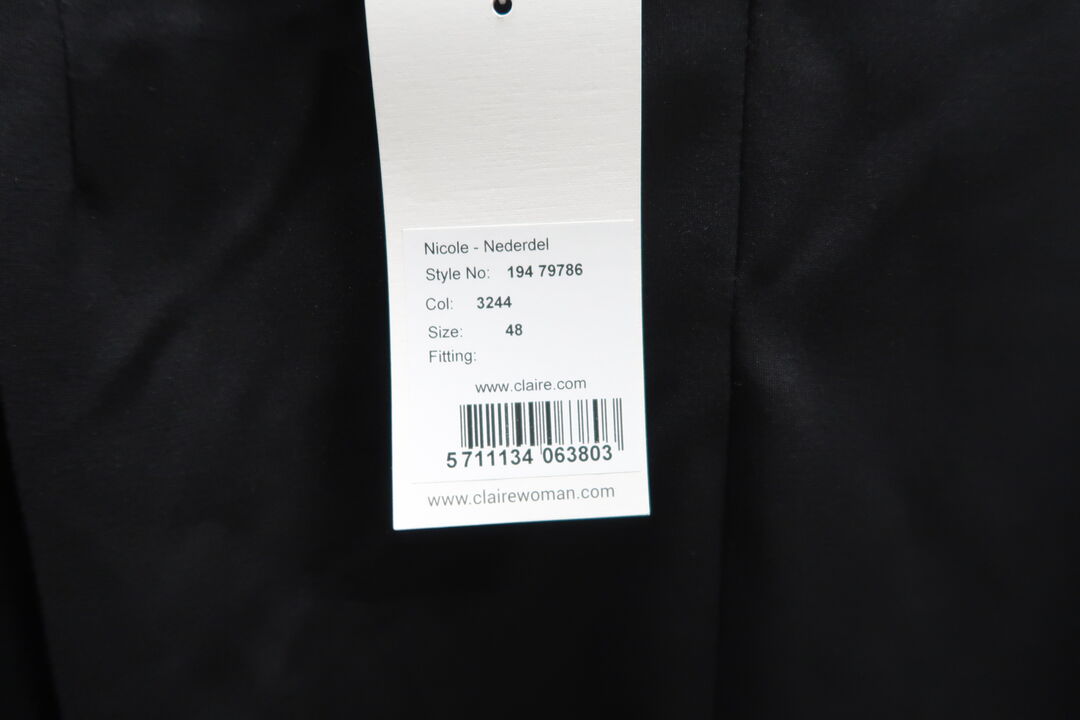 Nicole - Nederdel
Style No: 194 79786
Col: 3244
Size: 48
Fitting:
www.claire.com
5 711134 063803
www.clairewoman.com